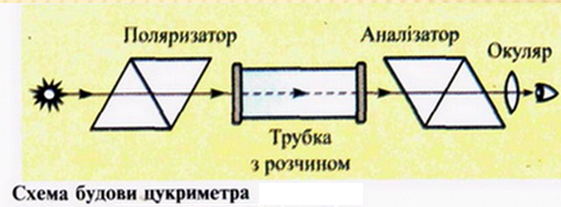 Поляризатор
Аналізатор
Окуляр
Трубка
з розчином
Схема будови цукриметра